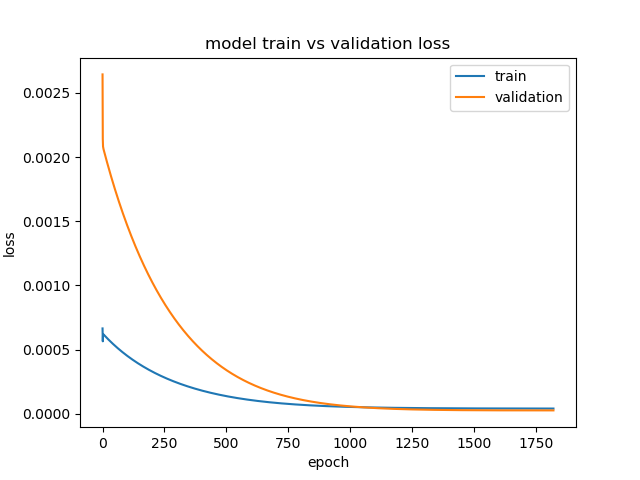 model train vs validation loss
train
validation
loss
0.0025
0.0020
0.0015
0.0010
0.0005
0.0000
0 250 500 750 1000 1250 1500 1750
epoch